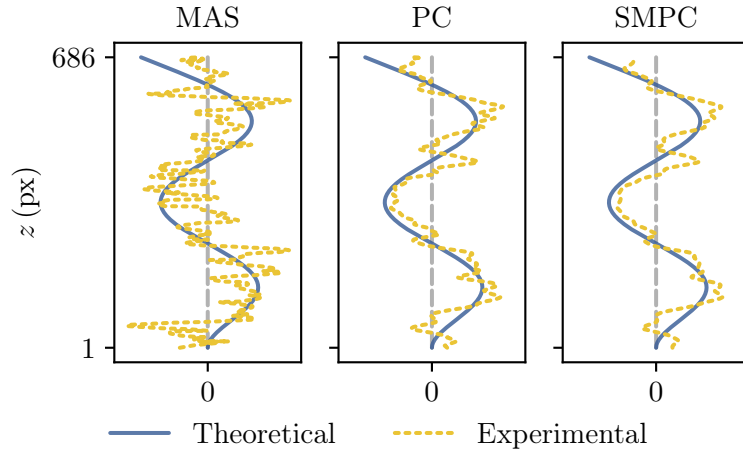 MAS PC SMPC
686
z (px)
1
0 0 0
Theoretical Experimental